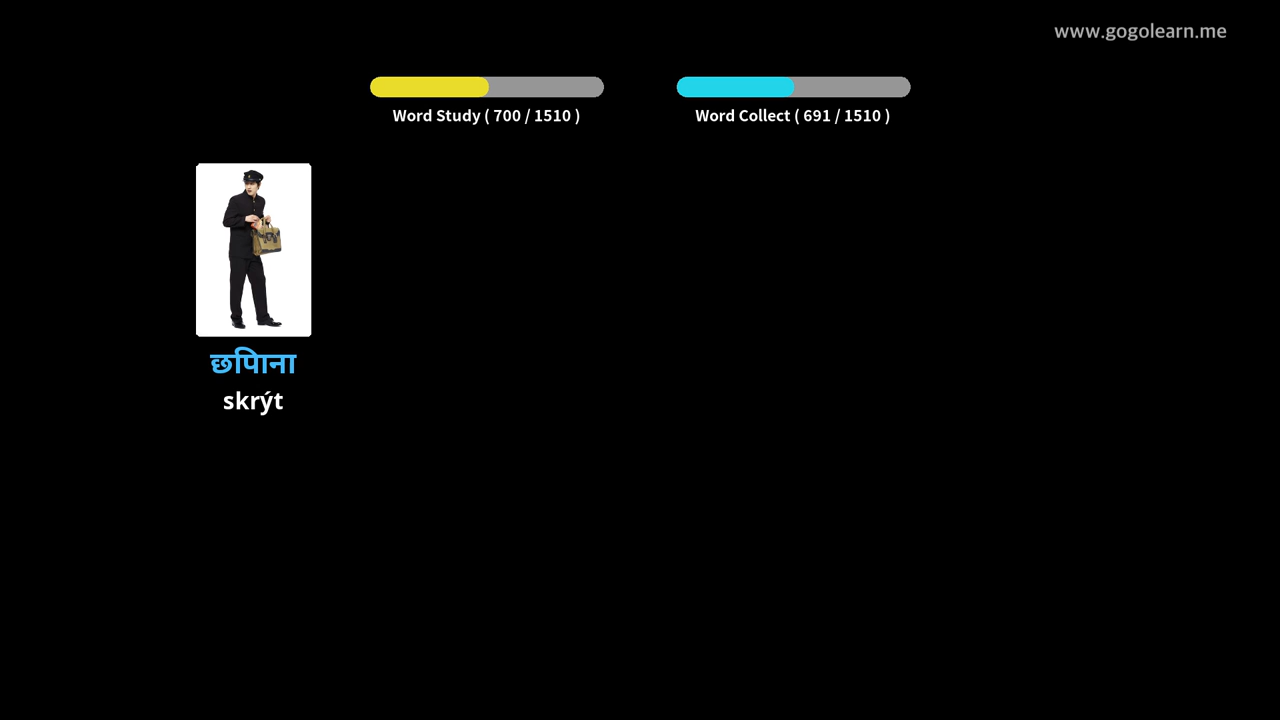 www.gogolearn.me
Word Study ( 700 / 1510 )
Word Collect ( 691 / 1510 )
छिपाना
skrýt